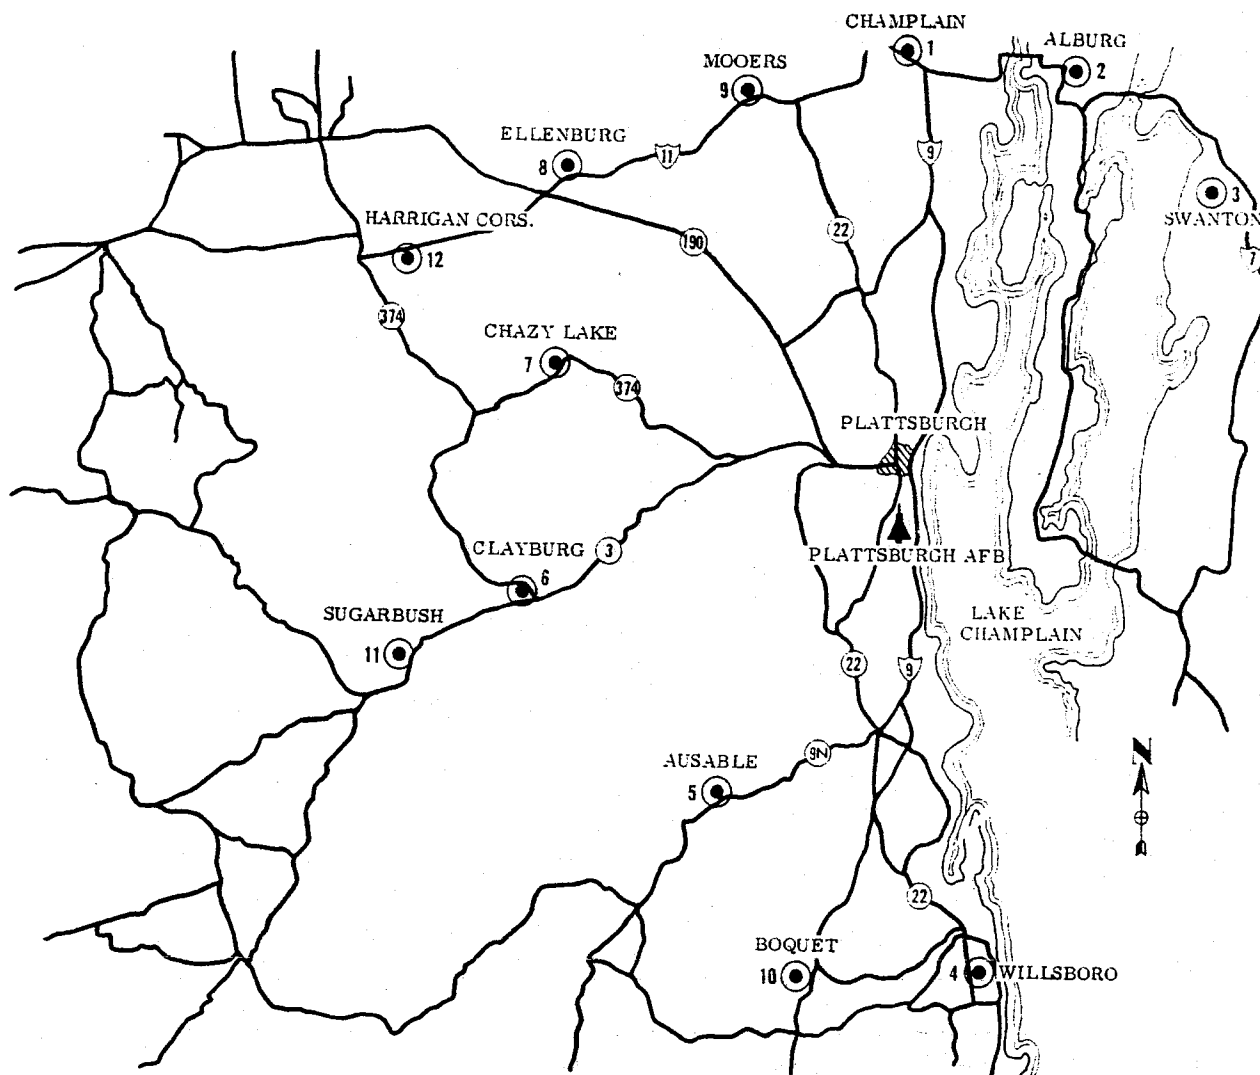 CHAMPLAIN
1
ALBURG
2
MOOERS
9
ELLENBURG
8
11
9
3
SWANTON
HARRIGAN CORS.
12
22
190
7
374
CHAZY LAKE
7
374
PLATTSBURGH
CLAYBURG
6
3
PLATTSBURGH AFB
SUGARBUSH
11
LAKE
CHAMPLAIN
22
9
AUSABLE
5
9N
N
22
BOQUET
10
4
WILLSBORO